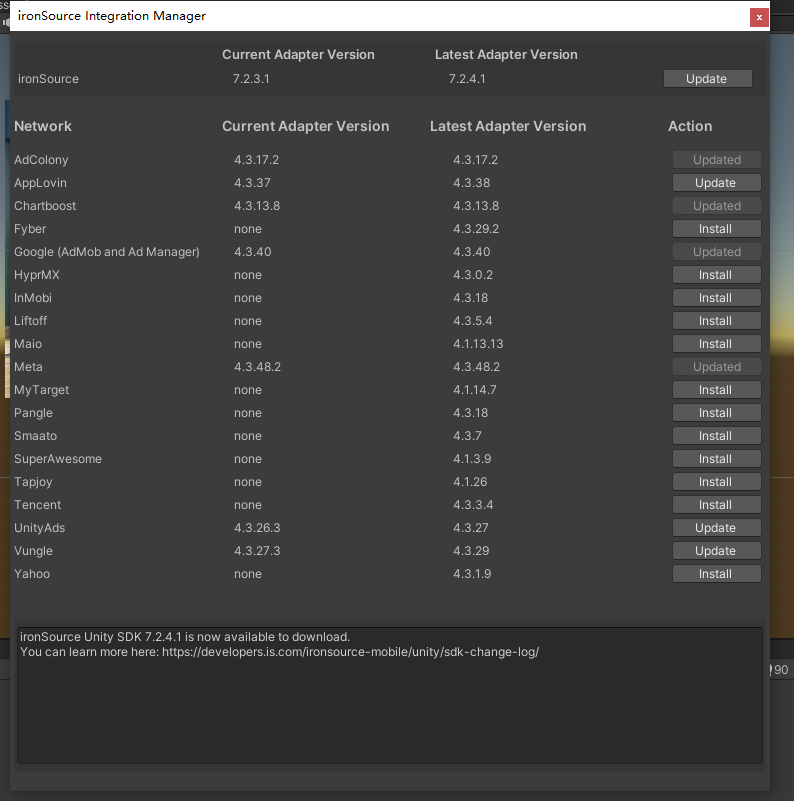 ironSource Integration Manager
x
Current Adapter Version Latest Adapter Version
ironSource 7.2.3.1 7.2.4.1 Update
Network Current Adapter Version Latest Adapter Version Action
AdColony 4.3.17.2 4.3.17.2 Updated
AppLovin 4.3.37 4.3.38 Update
Chartboost 4.3.13.8 4.3.13.8 Updated
Fyber none 4.3.29.2 Install
Google (AdMob and Ad Manager) 4.3.40 4.3.40 Updated
HyprMX none 4.3.0.2 Install
InMobi none 4.3.18 Install
Liftoff none 4.3.5.4 Install
Maio none 4.1.13.13 Install
Meta 4.3.48.2 4.3.48.2 Updated
MyTarget none 4.1.14.7 Install
Pangle none 4.3.18 Install
Smaato none 4.3.7 Install
SuperAwesome none 4.1.3.9 Install
Tapjoy none 4.1.26 Install
Tencent none 4.3.3.4 Install
UnityAds 4.3.26.3 4.3.27 Update
Vungle 4.3.27.3 4.3.29 Update
Yahoo none 4.3.1.9 Install
ironSource Unity SDK 7.2.4.1 is now available to download.
You can learn more here: https://developers.is.com/ironsource-mobile/unity/sdk-change-log/
90